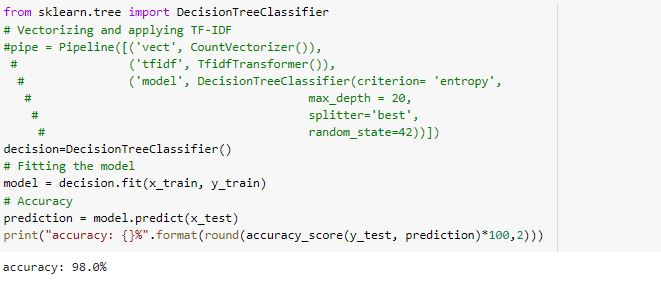 from sklearn.tree import DecisionTreeClassifier
# Vectorizing and applying TF-IDF
#pipe = Pipeline([('vect', CountVectorizer()),
 #               ('tfidf', TfidfTransformer()),
  #               ('model', DecisionTreeClassifier(criterion= 'entropy',
   #                                           max_depth = 20,
    #                                           splitter='best',
     #                                          random_state=42))])
decision=DecisionTreeClassifier()
# Fitting the model
model = decision.fit(x_train, y_train)
# Accuracy
prediction = model.predict(x_test)
print("accuracy: {}%".format(round(accuracy_score(y_test, prediction)*100,2)))
accuracy: 98.0%